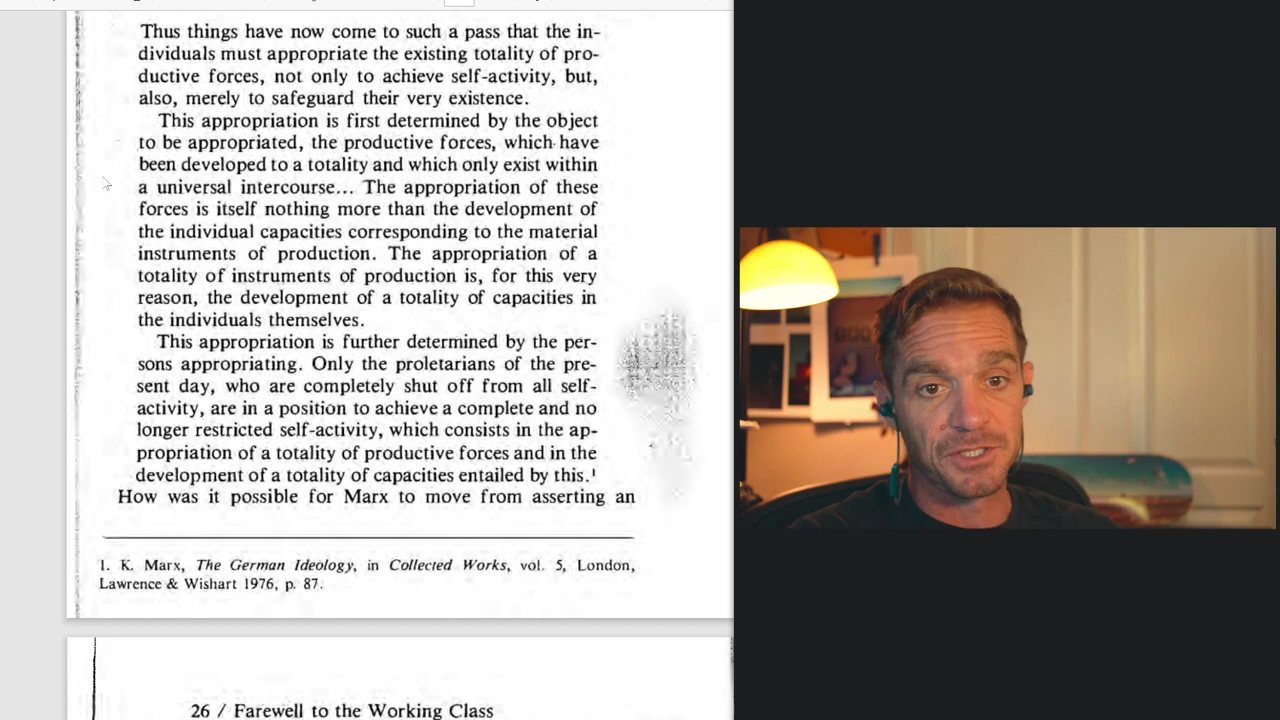 Thus things have now come to such a pass that the in-
dividuals must appropriate the existing totality of pro-
ductive forces, not only to achieve self-activity, but,
also, merely to safeguard their very existence.
This appropriation is first determined by the object
to be appropriated, the productive forces, which have
been developed to a totality and which only exist within
a universal intercourse... The appropriation of these
forces is itself nothing more than the development of
the individual capacities corresponding to the material
instruments of production. The appropriation of a
totality of instruments of production is, for this very
reason, the development of a totality of capacities in
the individuals themselves.
This appropriation is further determined by the per-
sons appropriating. Only the proletarians of the pre-
sent day, who are completely shut off from all self-
activity, are in a position to achieve a complete and no
longer restricted self-activity, which consists in the ap-
propriation of a totality of productive forces and in the
development of a totality of capacities entailed by this.¹
How was it possible for Marx to move from asserting an
1. K. Marx, The German Ideology, in Collected Works, vol. 5, London,
Lawrence & Wishart 1976, p. 87.
26 / Farewell to the Working Class